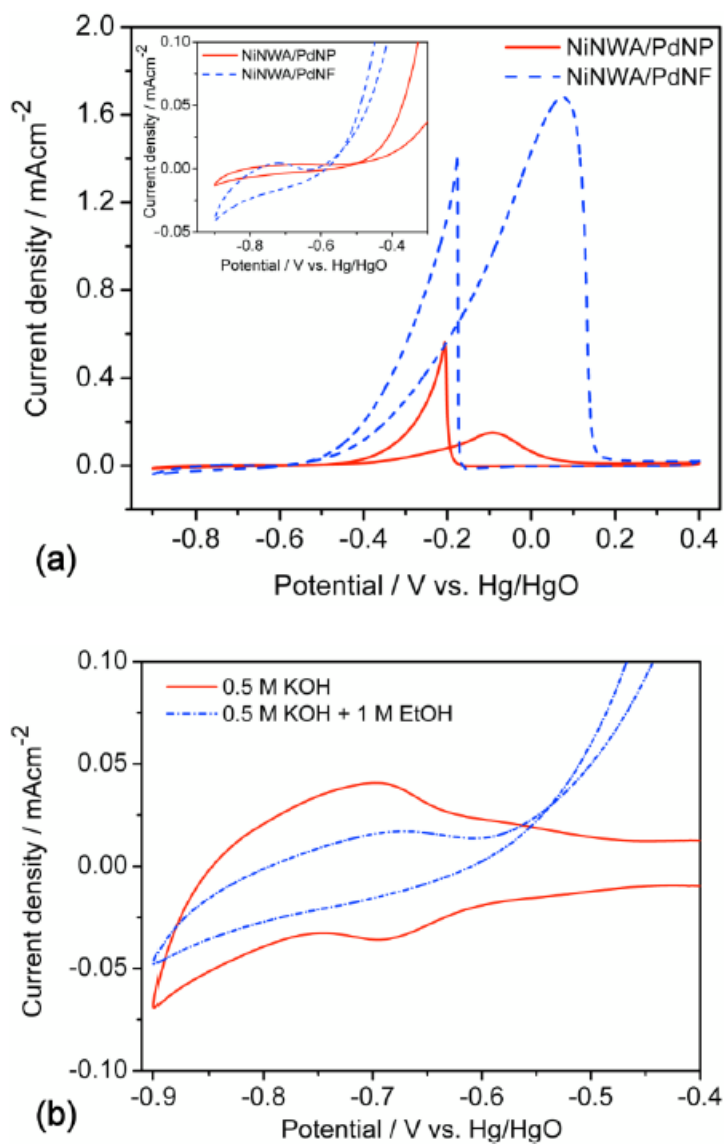 2.0
1.6
1.2
0.8
0.4
0.0
Current density / mAcm⁻²
NiNWA/PdNP
NiNWA/PdNF
0.10
0.05
0.00
-0.05
Current density / mAcm⁻²
NiNWA/PdNP
NiNWA/PdNF
-0.8 -0.6 -0.4
Potential / V vs. Hg/HgO
-0.8 -0.6 -0.4 -0.2 0.0 0.2 0.4
Potential / V vs. Hg/HgO
(a)
0.10
0.05
0.00
-0.05
-0.10
Current density / mAcm⁻²
0.5 M KOH
0.5 M KOH + 1 M EtOH
-0.9 -0.8 -0.7 -0.6 -0.5 -0.4
Potential / V vs. Hg/HgO
(b)